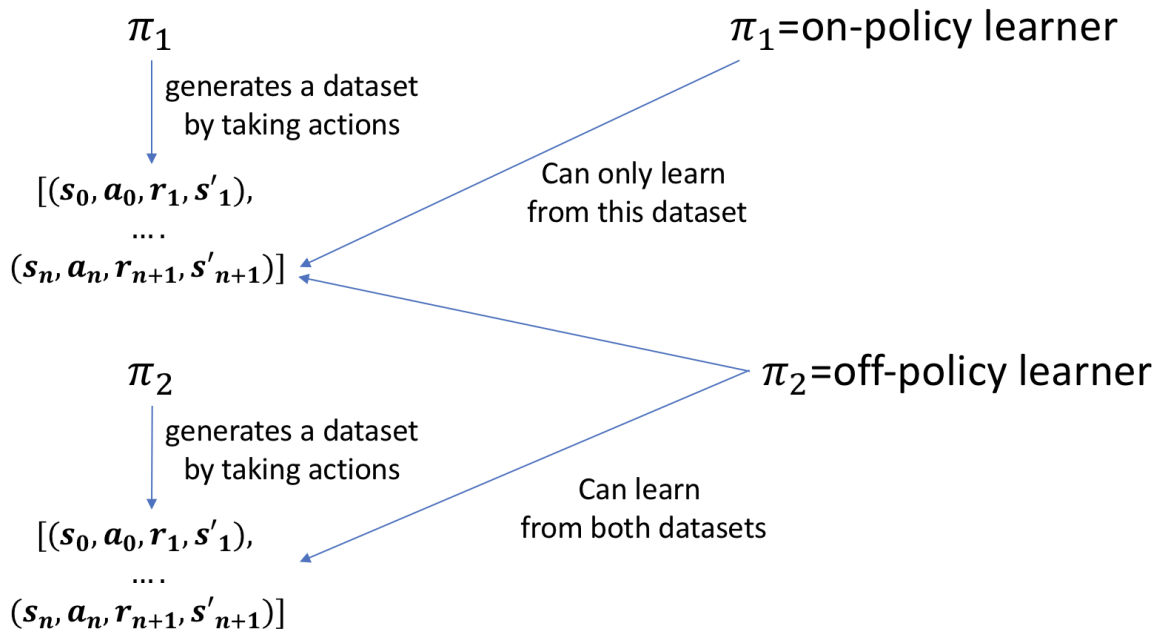 π₁
generates a dataset
by taking actions
[(s₀, a₀, r₁, s′₁),
….
(sₙ, aₙ, rₙ₊₁, s′ₙ₊₁)]
π₁=on-policy learner
Can only learn
from this dataset
π₂
generates a dataset
by taking actions
[(s₀, a₀, r₁, s′₁),
….
(sₙ, aₙ, rₙ₊₁, s′ₙ₊₁)]
π₂=off-policy learner
Can learn
from both datasets